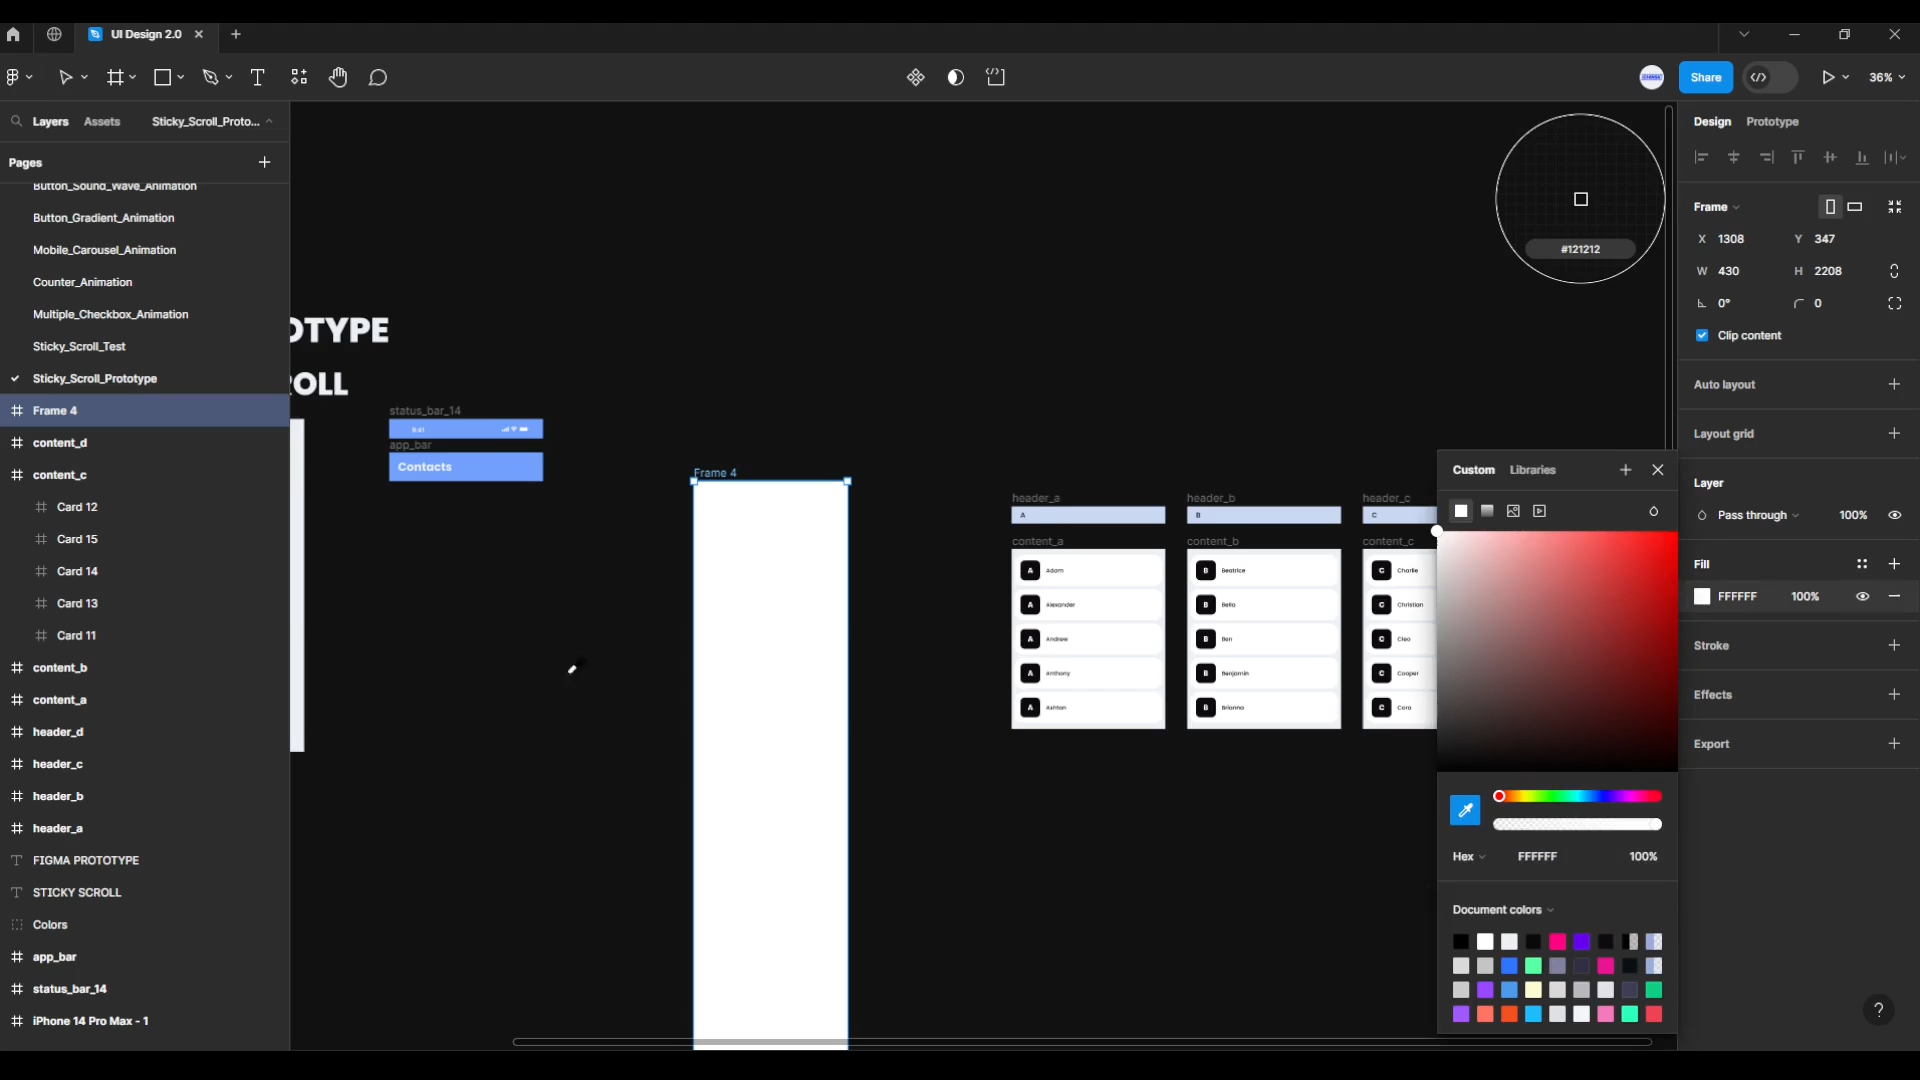 UI Design 2.0
Share
36%
Layers
Assets
Sticky_Scroll_Proto...
Pages
Button_Sound_Wave_Animation
Button_Gradient_Animation
Mobile_Carousel_Animation
Counter_Animation
Multiple_Checkbox_Animation
Sticky_Scroll_Test
Sticky_Scroll_Prototype
Frame 4
content_d
content_c
Card 12
Card 15
Card 14
Card 13
Card 11
content_b
content_a
header_d
header_c
header_b
header_a
FIGMA PROTOTYPE
STICKY SCROLL
Colors
app_bar
status_bar_14
iPhone 14 Pro Max - 1
OTYPE
ROLL
status_bar_14
9:41
app_bar
Contacts
Frame 4
header_a
A
content_a
A Adam
A Alexander
A Andrew
A Anthony
A Ashton
header_b
B
content_b
B Beatrice
B Bella
B Ben
B Benjamin
B Brianna
header_c
C
content_c
C Charlie
C Christian
C Cleo
C Cooper
C Cora
#121212
Custom
Libraries
Hex
FFFFFF
100%
Document colors
Design
Prototype
Frame
X 1308
Y 347
W 430
H 2208
0°
0
Clip content
Auto layout
Layout grid
Layer
Pass through
100%
Fill
FFFFFF
100%
Stroke
Effects
Export
?